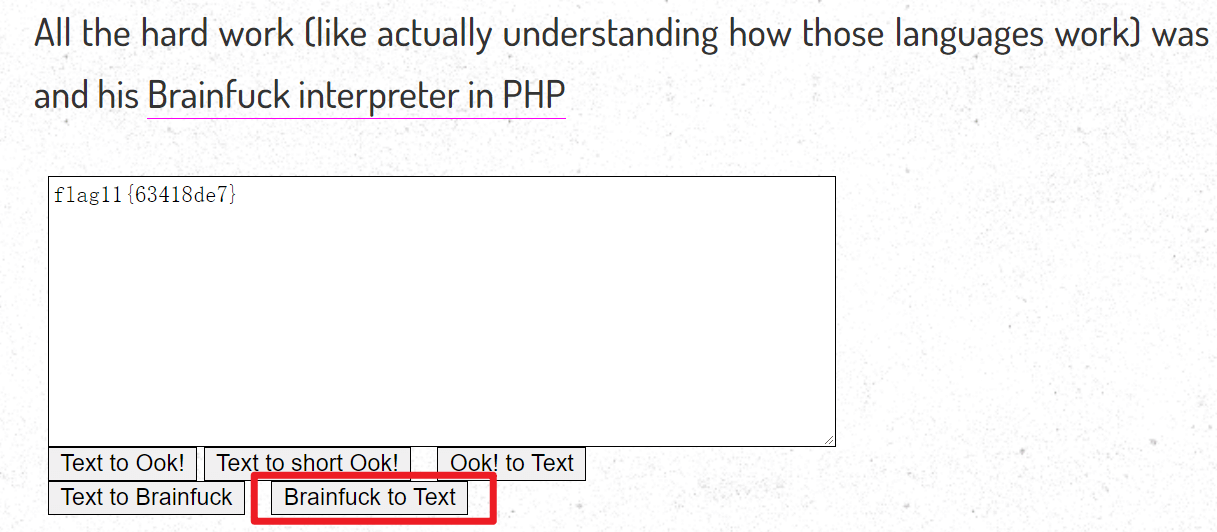 All the hard work (like actually understanding how those languages work) was
and his Brainfuck interpreter in PHP
flag11{63418de7}
Text to Ook! Text to short Ook! Ook! to Text
Text to Brainfuck Brainfuck to Text